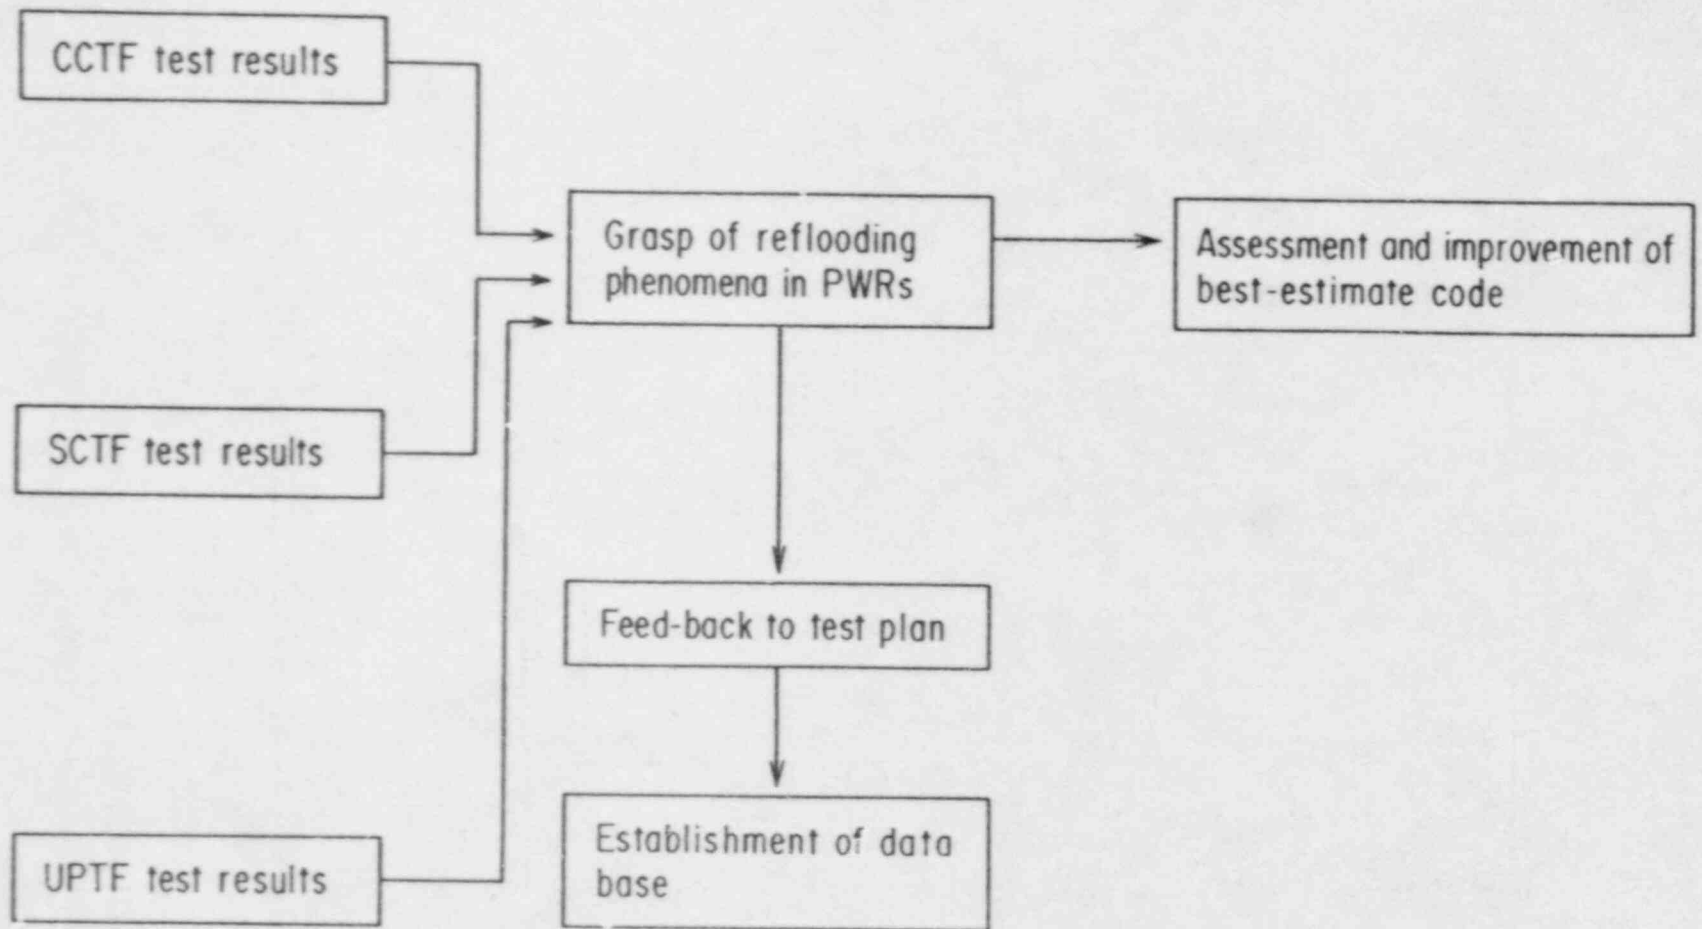 CCTF test results
Grasp of reflooding
phenomena in PWRs
Assessment and improvement of
best-estimate code
SCTF test results
Feed-back to test plan
Establishment of data
base
UPTF test results